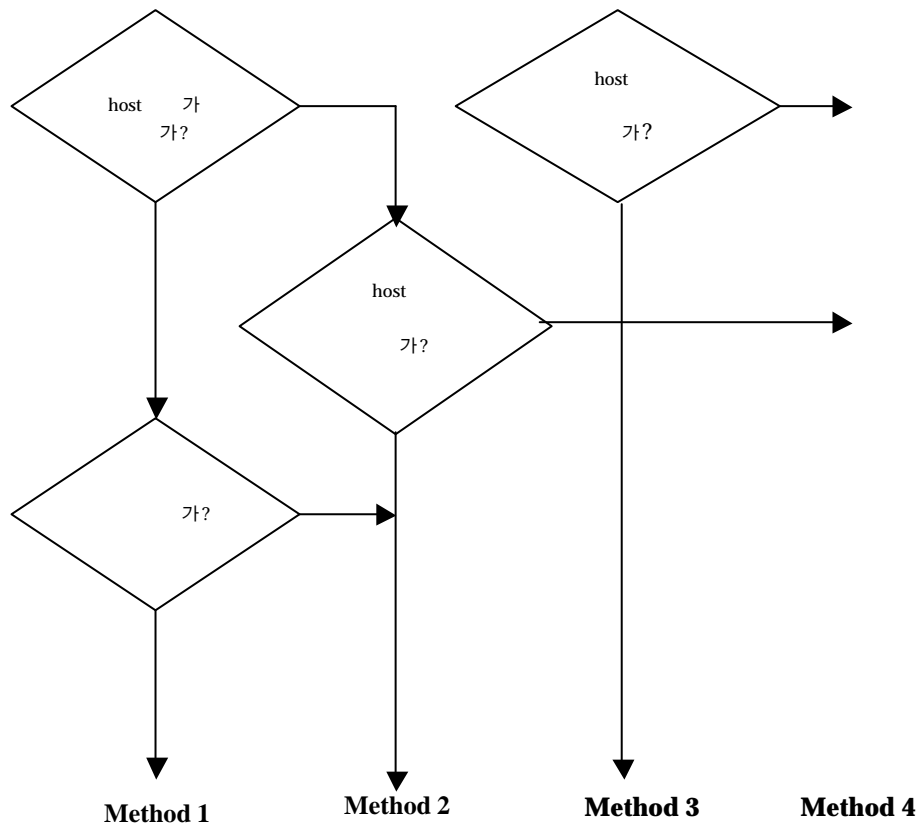 host 가
가?
host
가?
host
가?
가?
Method 1
Method 2
Method 3
Method 4